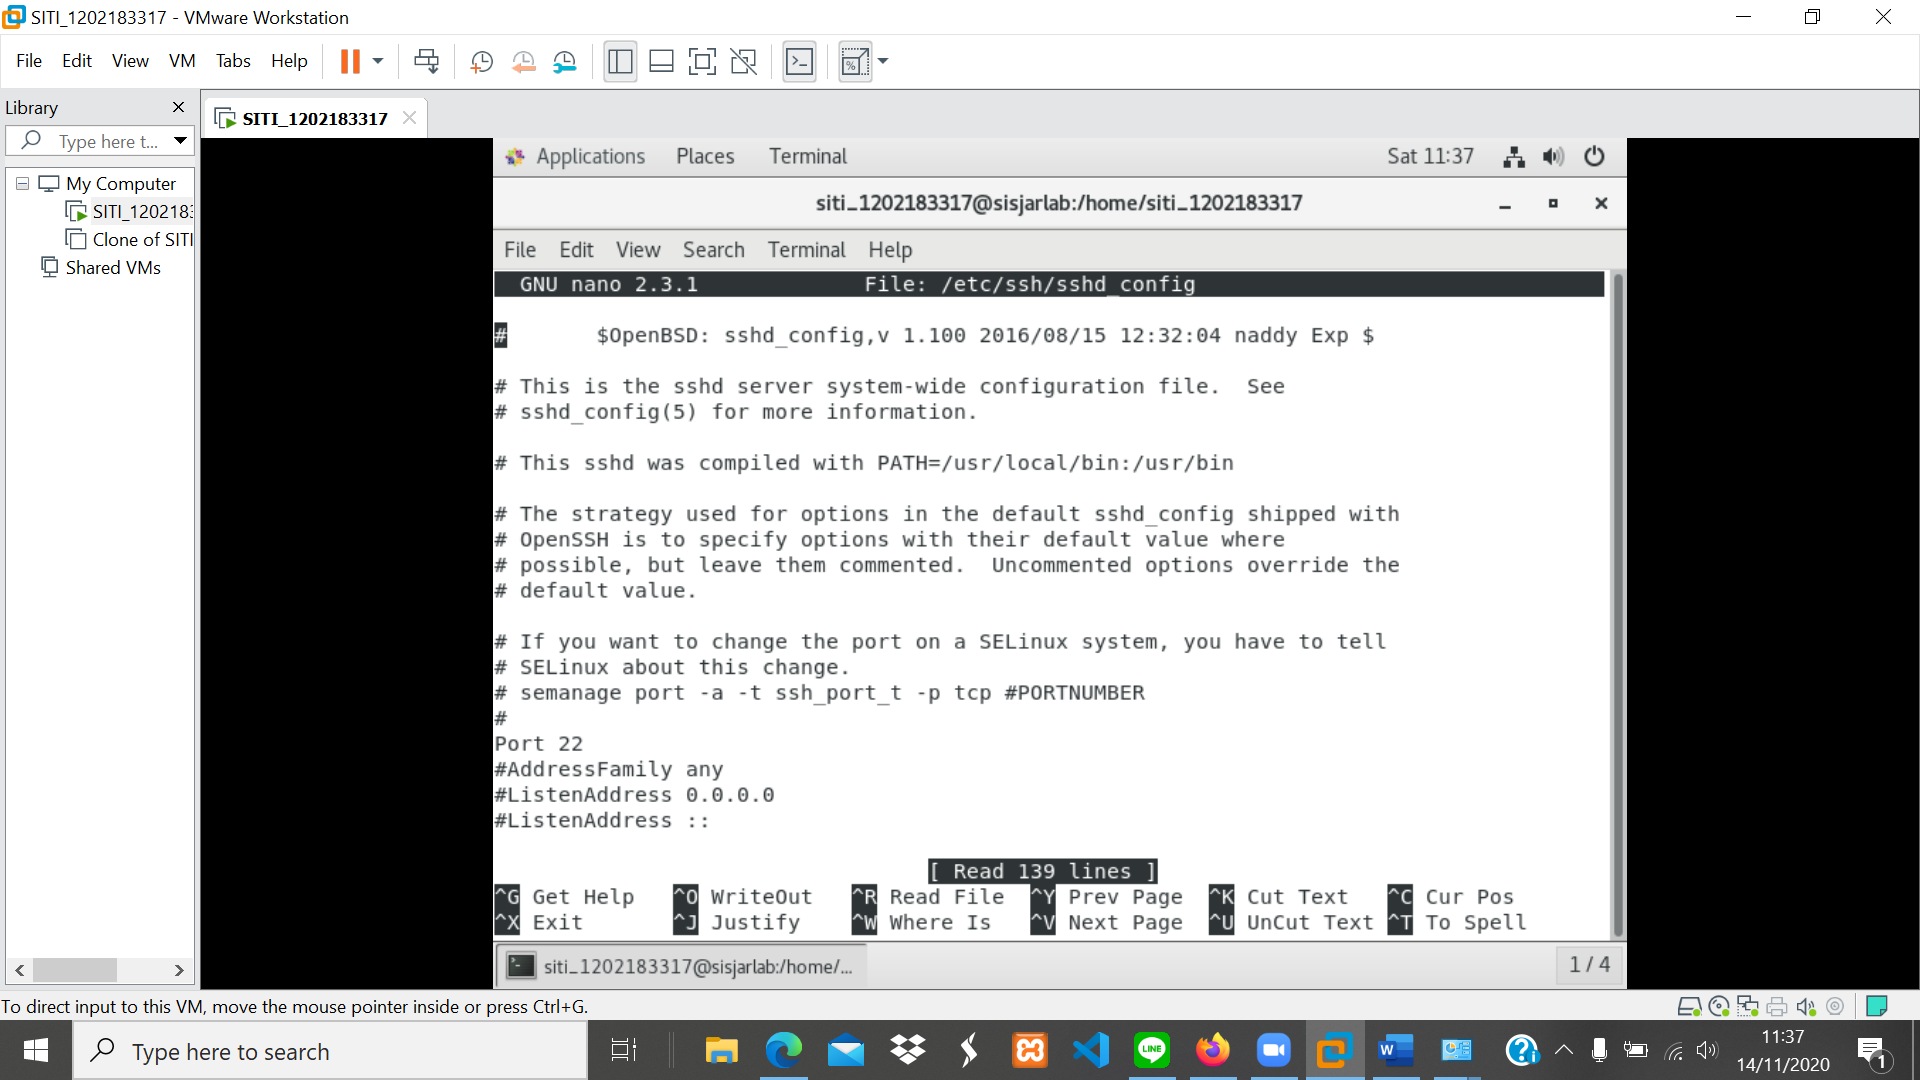 SITI_1202183317 - VMware Workstation
File Edit View VM Tabs Help
Library
Type here t...
My Computer
SITI_120218
Clone of SITI
Shared VMs
SITI_1202183317
Applications Places Terminal Sat 11:37
siti_1202183317@sisjarlab:/home/siti_1202183317
File Edit View Search Terminal Help
GNU nano 2.3.1 File: /etc/ssh/sshd_config
# $OpenBSD: sshd_config,v 1.100 2016/08/15 12:32:04 naddy Exp $
# This is the sshd server system-wide configuration file. See
# sshd_config(5) for more information.
# This sshd was compiled with PATH=/usr/local/bin:/usr/bin
# The strategy used for options in the default sshd_config shipped with
# OpenSSH is to specify options with their default value where
# possible, but leave them commented. Uncommented options override the
# default value.
# If you want to change the port on a SELinux system, you have to tell
# SELinux about this change.
# semanage port -a -t ssh_port_t -p tcp #PORTNUMBER
#
Port 22
#AddressFamily any
#ListenAddress 0.0.0.0
#ListenAddress ::
[ Read 139 lines ]
^G Get Help ^O WriteOut ^R Read File ^Y Prev Page ^K Cut Text ^C Cur Pos
^X Exit ^J Justify ^W Where Is ^V Next Page ^U UnCut Text ^T To Spell
siti_1202183317@sisjarlab:/home/... 1 / 4
To direct input to this VM, move the mouse pointer inside or press Ctrl+G.
Type here to search
LINE
11:37
14/11/2020
1